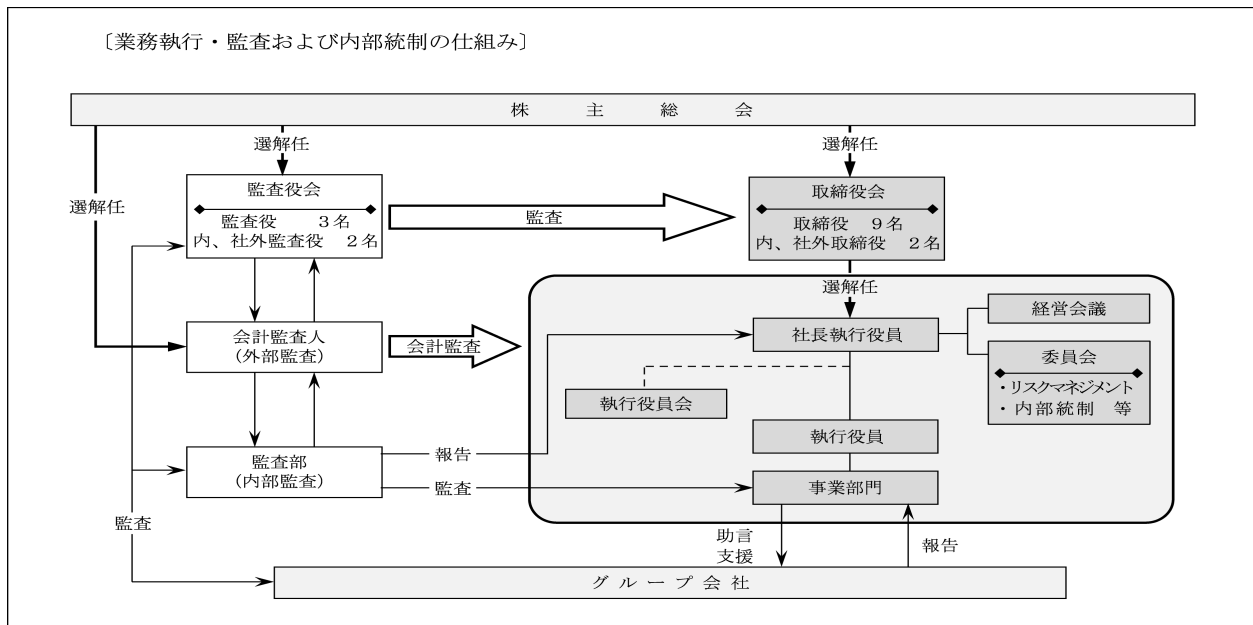 〔業務執行・監査および内部統制の仕組み〕
株主総会
選解任
選解任
選解任
監査役会
監査役 3名
内、社外監査役 2名
監査
取締役会
取締役 9名
内、社外取締役 2名
選解任
会計監査人
(外部監査)
会計監査
社長執行役員
経営会議
委員会
・リスクマネジメント
・内部統制 等
執行役員会
執行役員
監査部
(内部監査)
報告
監査
事業部門
監査
助言
支援
報告
グループ会社